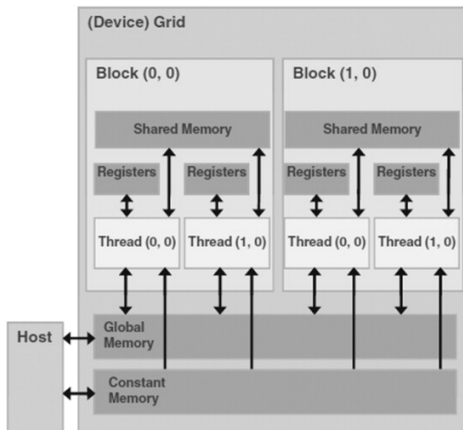 (Device) Grid
Block (0, 0)
Block (1, 0)
Shared Memory
Shared Memory
Registers
Registers
Registers
Registers
Thread (0, 0)
Thread (1, 0)
Thread (0, 0)
Thread (1, 0)
Host
Global
Memory
Constant
Memory